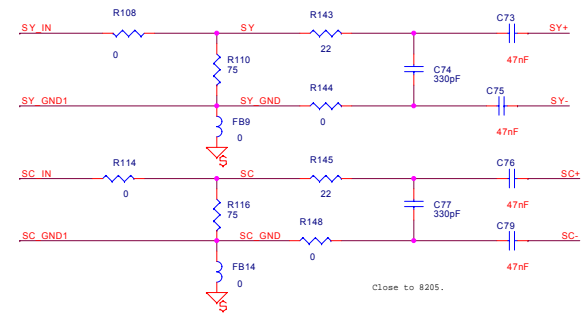 R108 R143 C73
SY_IN SY SY+
0 22 47nF
R110
75
C74
330pF
C75
R144
SY_GND1 SY_GND SY-
0 47nF
FB9
0
S
R114 R145 C76
SC_IN SC SC+
0 22 47nF
R116
75
C77
330pF
R148 C79
SC_GND1 SC_GND SC-
0 47nF
FB14
0
Close to 8205.
S